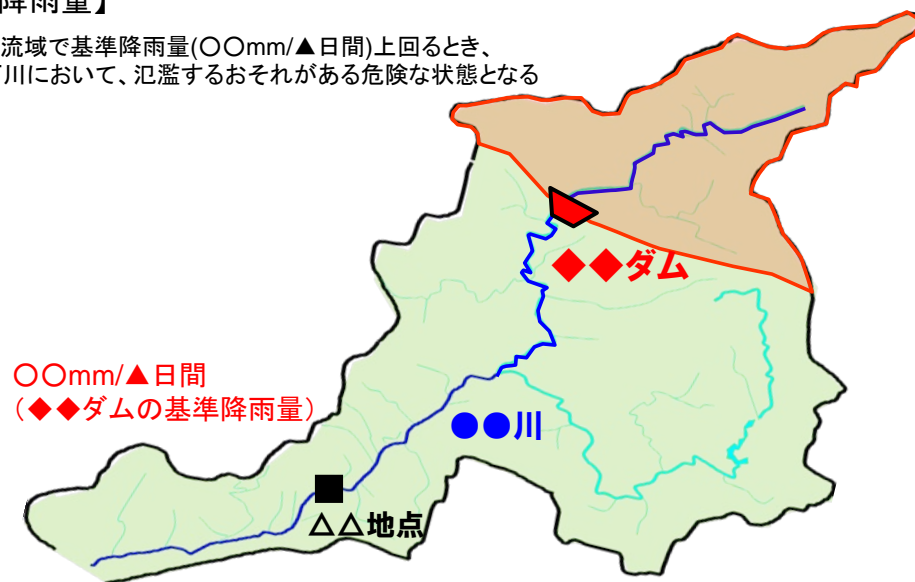 降雨量】
流域で基準降雨量(〇〇mm/▲日間)上回るとき、
川において、氾濫するおそれがある危険な状態となる
◆◆ダム
〇〇mm/▲日間
(◆◆ダムの基準降雨量)
●●川
△△地点